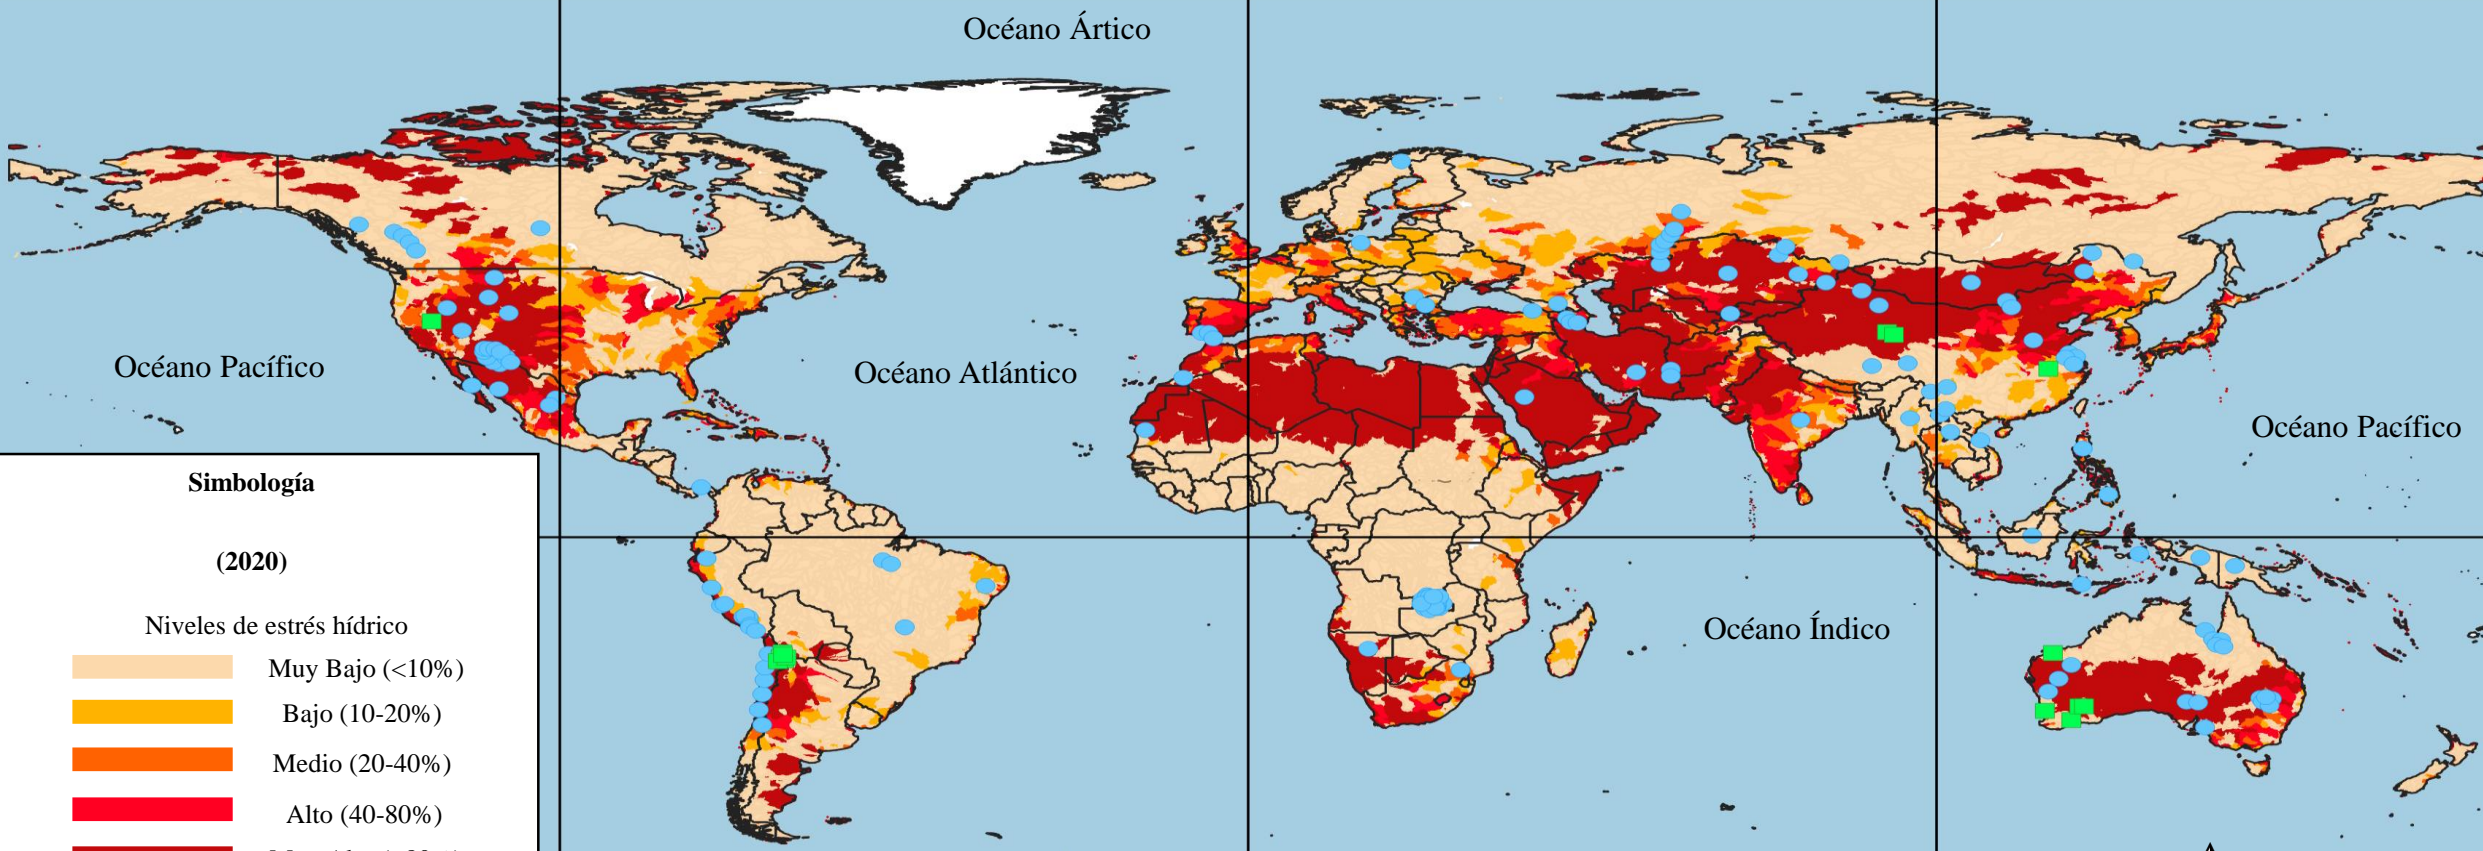 Océano Ártico
Océano Pacífico
Océano Atlántico
Océano Pacífico
Océano Índico
Simbología
(2020)
Niveles de estrés hídrico
Muy Bajo (<10%)
Bajo (10-20%)
Medio (20-40%)
Alto (40-80%)